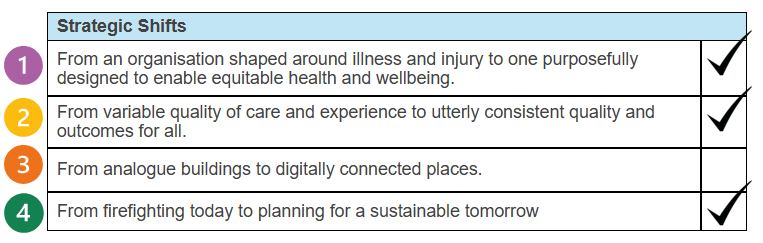 Strategic Shifts
1
From an organisation shaped around illness and injury to one purposefully
designed to enable equitable health and wellbeing.
2
From variable quality of care and experience to utterly consistent quality and
outcomes for all.
3
From analogue buildings to digitally connected places.
4
From firefighting today to planning for a sustainable tomorrow